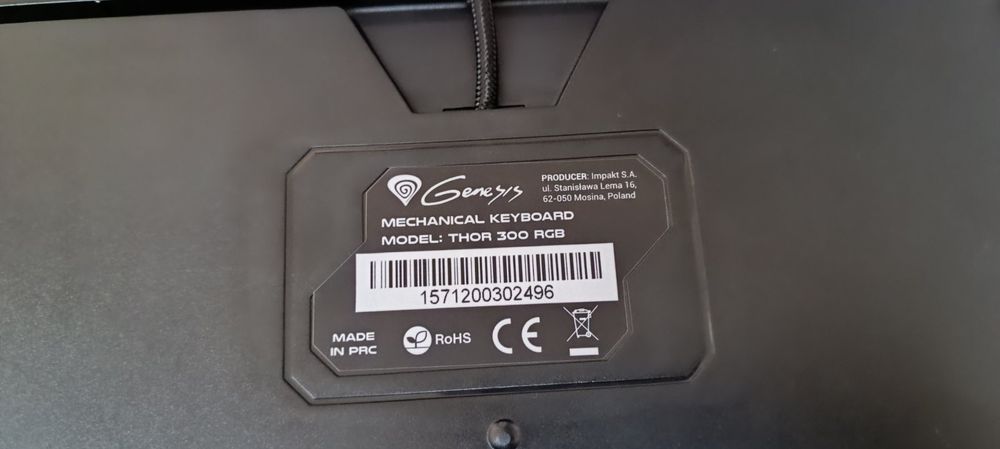 Genesis
PRODUCER: Impakt S.A.
ul. Stanisława Lema 16,
62-050 Mosina, Poland
MECHANICAL KEYBOARD
MODEL: THOR 300 RGB
1571200302496
MADE
IN PRC
RoHS
CE